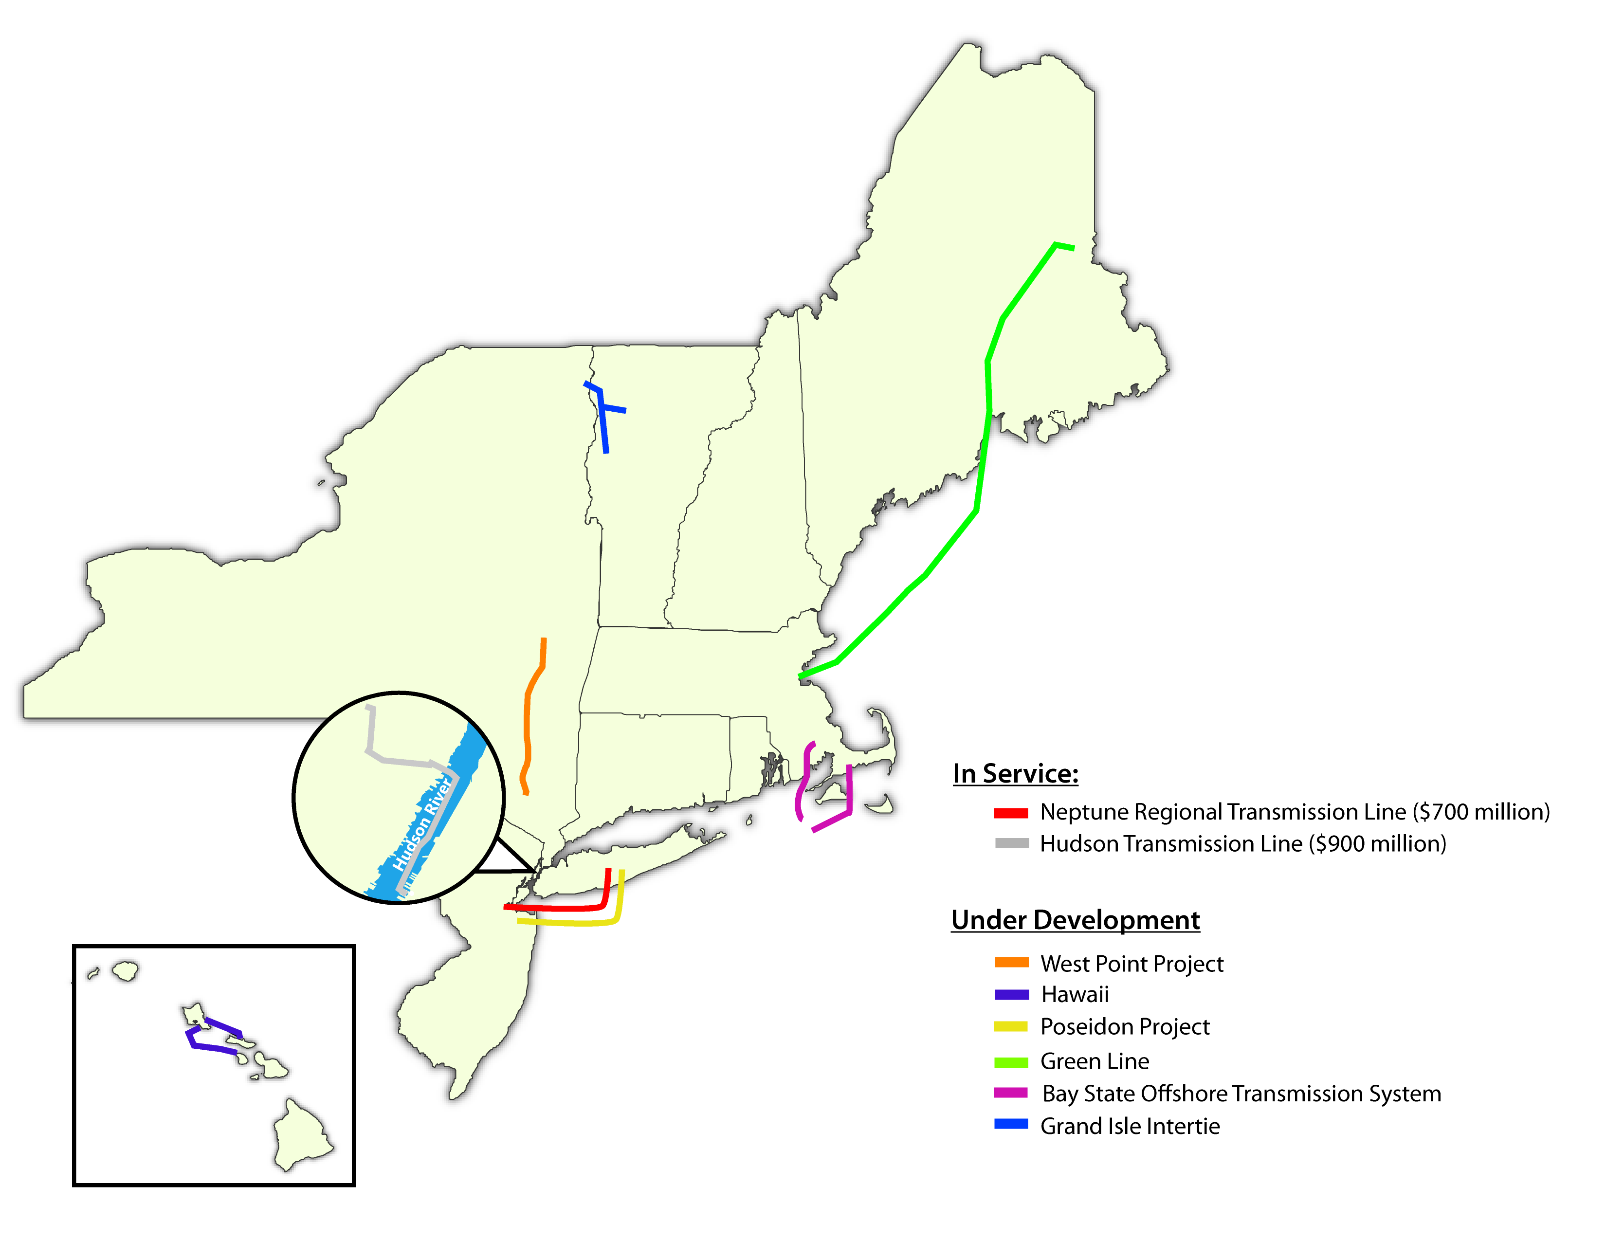 Hudson River
In Service:
Neptune Regional Transmission Line ($700 million)
Hudson Transmission Line ($900 million)
Under Development
West Point Project
Hawaii
Poseidon Project
Green Line
Bay State Offshore Transmission System
Grand Isle Intertie